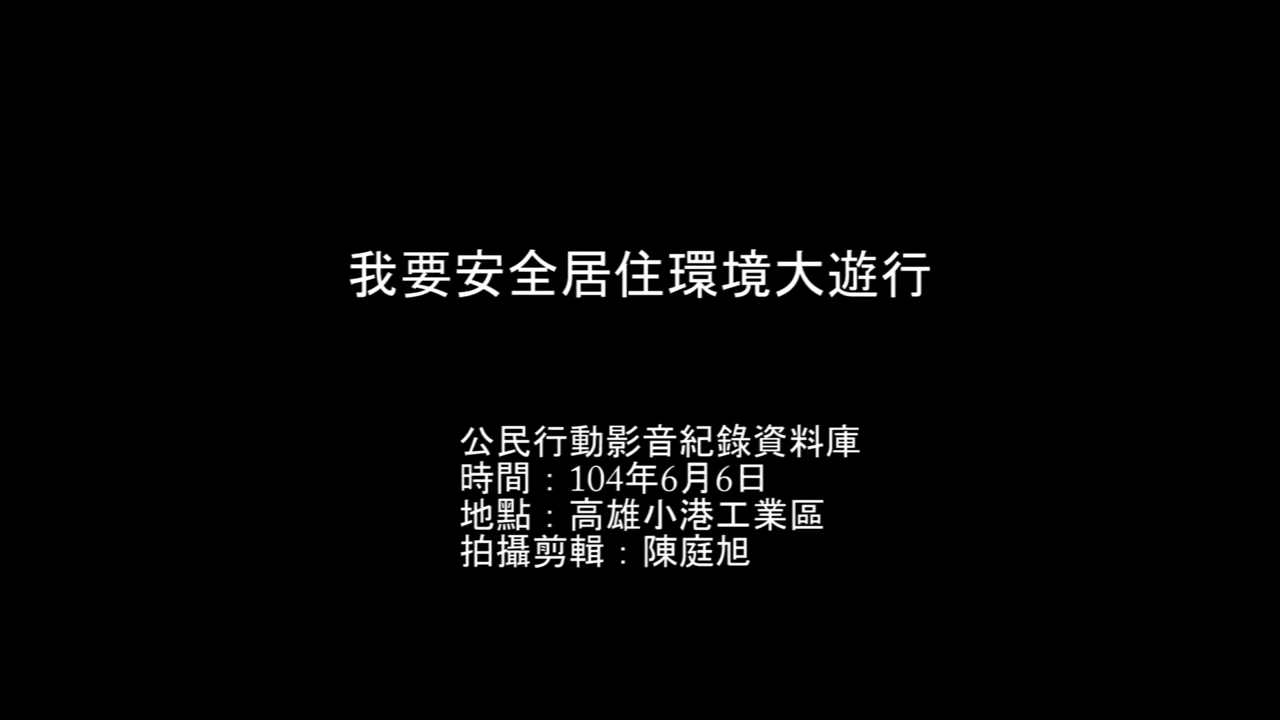 我要安全居住環境大遊行
公民行動影音紀錄資料庫
時間：104年6月6日
地點：高雄小港工業區
拍攝剪輯：陳庭旭